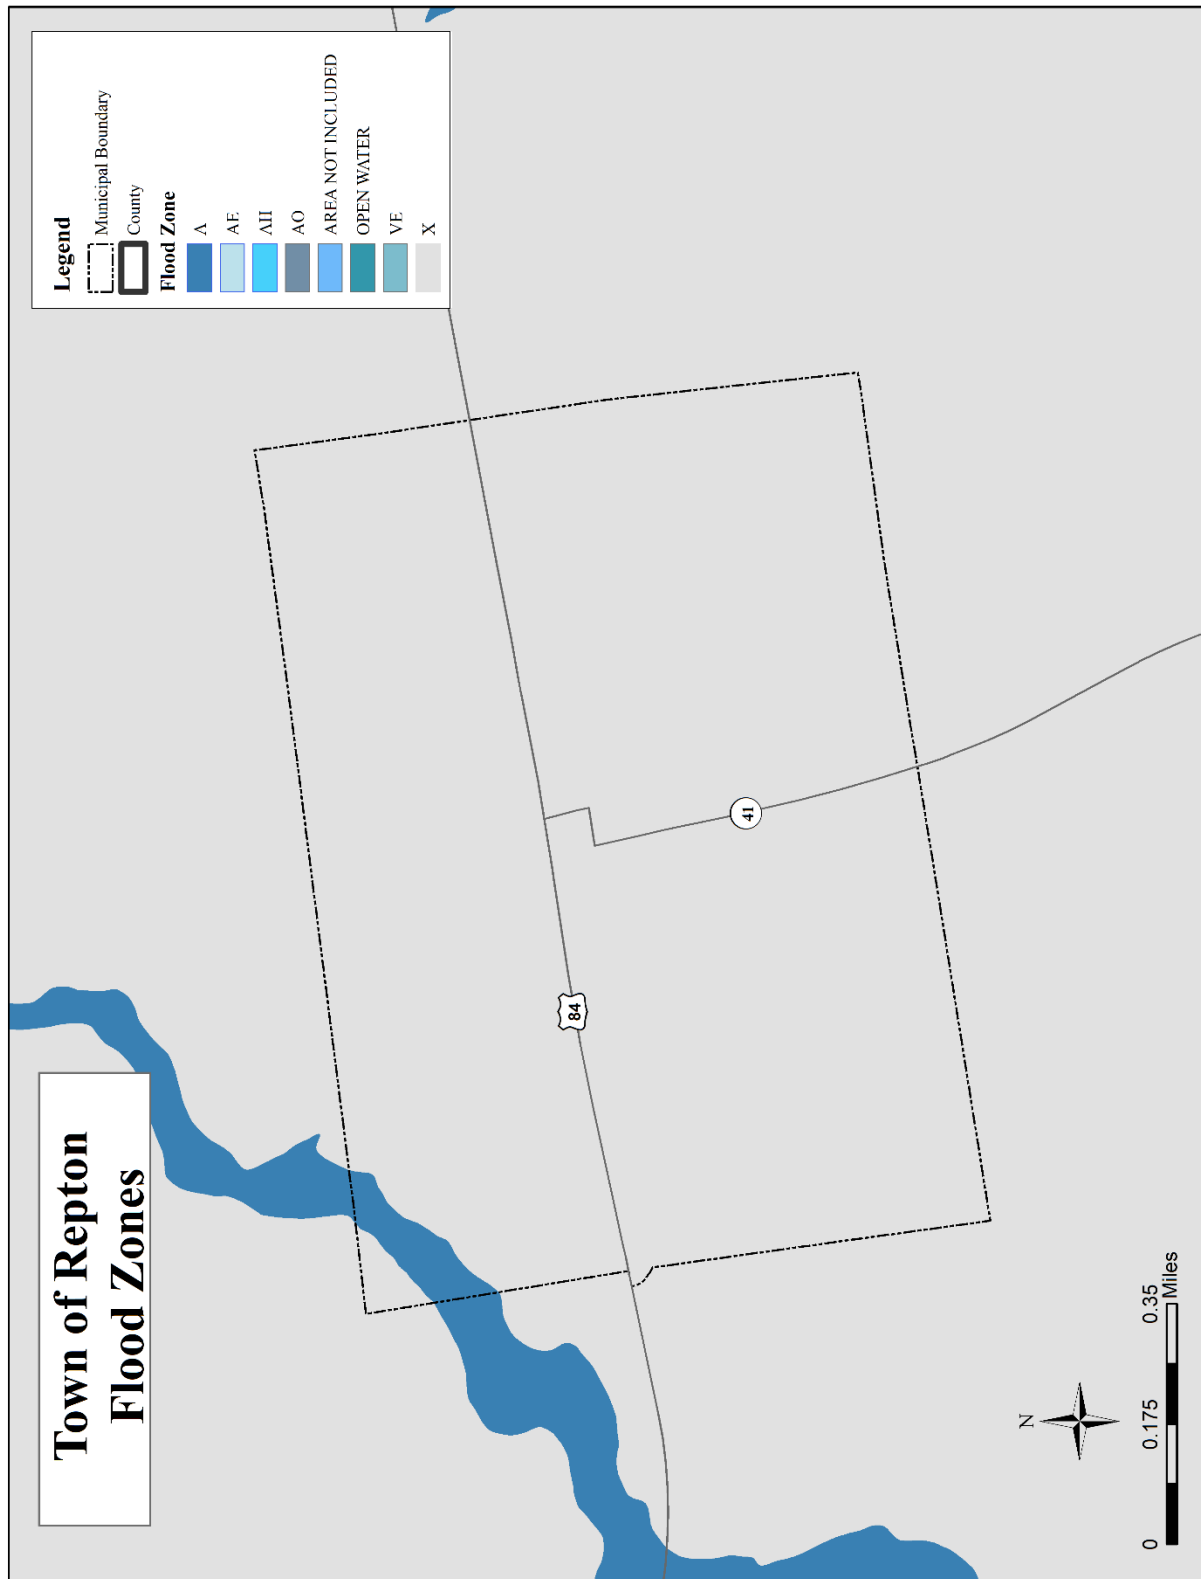 Town of Repton
Flood Zones
Legend
Municipal Boundary
County
Flood Zone
A
AE
AH
AO
AREA NOT INCLUDED
OPEN WATER
VE
X
84
41
N
0 0.175 0.35
Miles